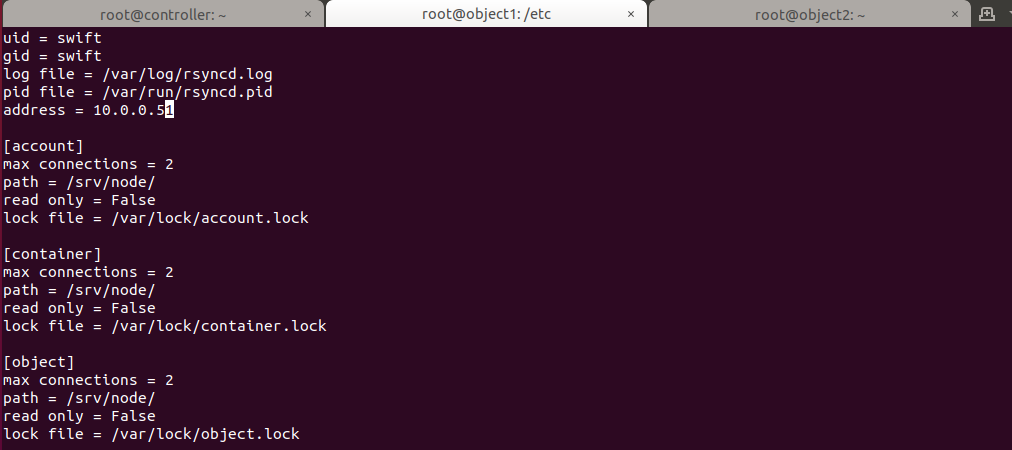 root@controller: ~ × root@object1: /etc × root@object2: ~ ×
uid = swift
gid = swift
log file = /var/log/rsyncd.log
pid file = /var/run/rsyncd.pid
address = 10.0.0.51
[account]
max connections = 2
path = /srv/node/
read only = False
lock file = /var/lock/account.lock
[container]
max connections = 2
path = /srv/node/
read only = False
lock file = /var/lock/container.lock
[object]
max connections = 2
path = /srv/node/
read only = False
lock file = /var/lock/object.lock